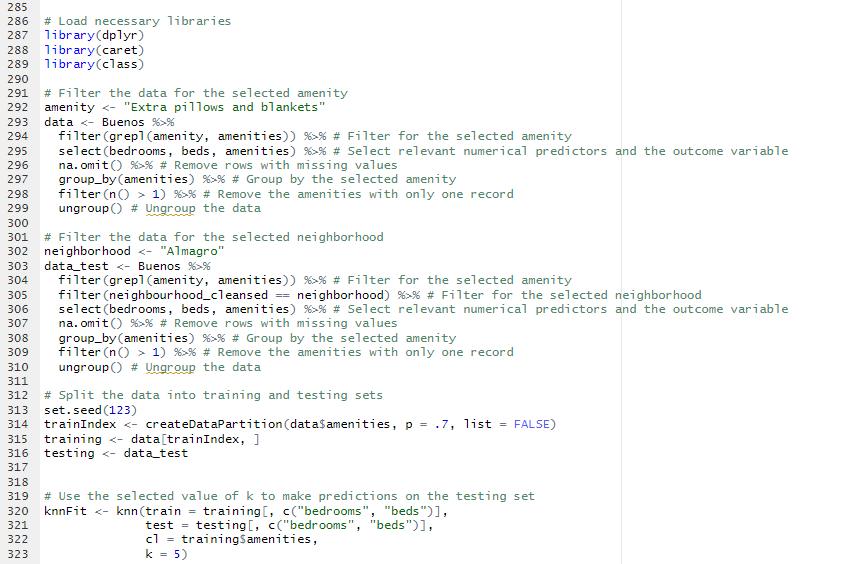 285
286 # Load necessary libraries
287 library(dplyr)
288 library(caret)
289 library(class)
290
291 # Filter the data for the selected amenity
292 amenity <- "Extra pillows and blankets"
293 data <- Buenos %>%
294   filter(grepl(amenity, amenities)) %>% # Filter for the selected amenity
295   select(bedrooms, beds, amenities) %>% # Select relevant numerical predictors and the outcome variable
296   na.omit() %>% # Remove rows with missing values
297   group_by(amenities) %>% # Group by the selected amenity
298   filter(n() > 1) %>% # Remove the amenities with only one record
299   ungroup() # Ungroup the data
300
301 # Filter the data for the selected neighborhood
302 neighborhood <- "Almagro"
303 data_test <- Buenos %>%
304   filter(grepl(amenity, amenities)) %>% # Filter for the selected amenity
305   filter(neighbourhood_cleansed == neighborhood) %>% # Filter for the selected neighborhood
306   select(bedrooms, beds, amenities) %>% # Select relevant numerical predictors and the outcome variable
307   na.omit() %>% # Remove rows with missing values
308   group_by(amenities) %>% # Group by the selected amenity
309   filter(n() > 1) %>% # Remove the amenities with only one record
310   ungroup() # Ungroup the data
311
312 # Split the data into training and testing sets
313 set.seed(123)
314 trainIndex <- createDataPartition(data$amenities, p = .7, list = FALSE)
315 training <- data[trainIndex, ]
316 testing <- data_test
317
318
319 # Use the selected value of k to make predictions on the testing set
320 knnFit <- knn(train = training[, c("bedrooms", "beds")],
321               test = testing[, c("bedrooms", "beds")],
322               cl = training$amenities,
323               k = 5)